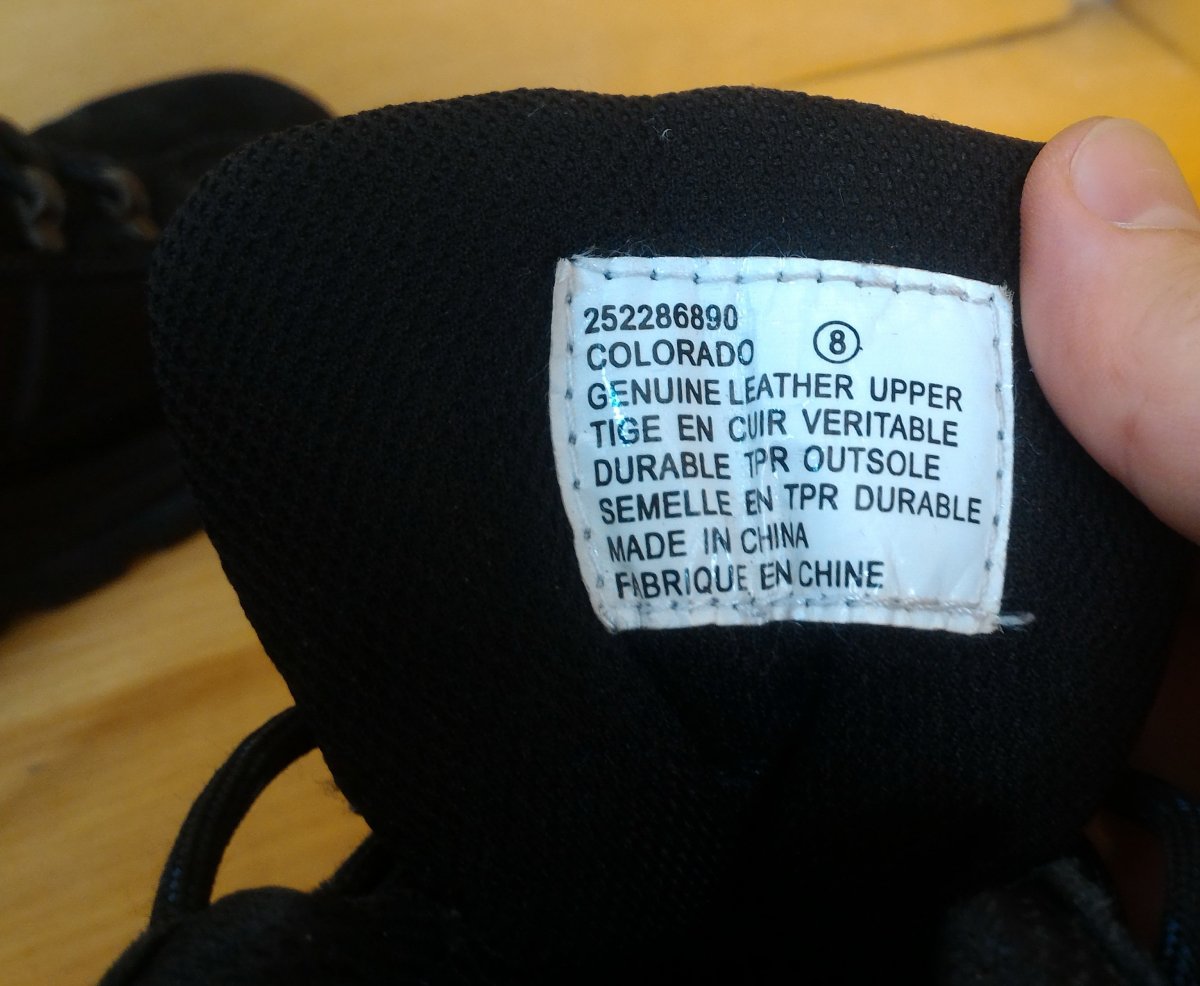 252286890
COLORADO 8
GENUINE LEATHER UPPER
TIGE EN CUIR VERITABLE
DURABLE TPR OUTSOLE
SEMELLE EN TPR DURABLE
MADE IN CHINA
FABRIQUE EN CHINE